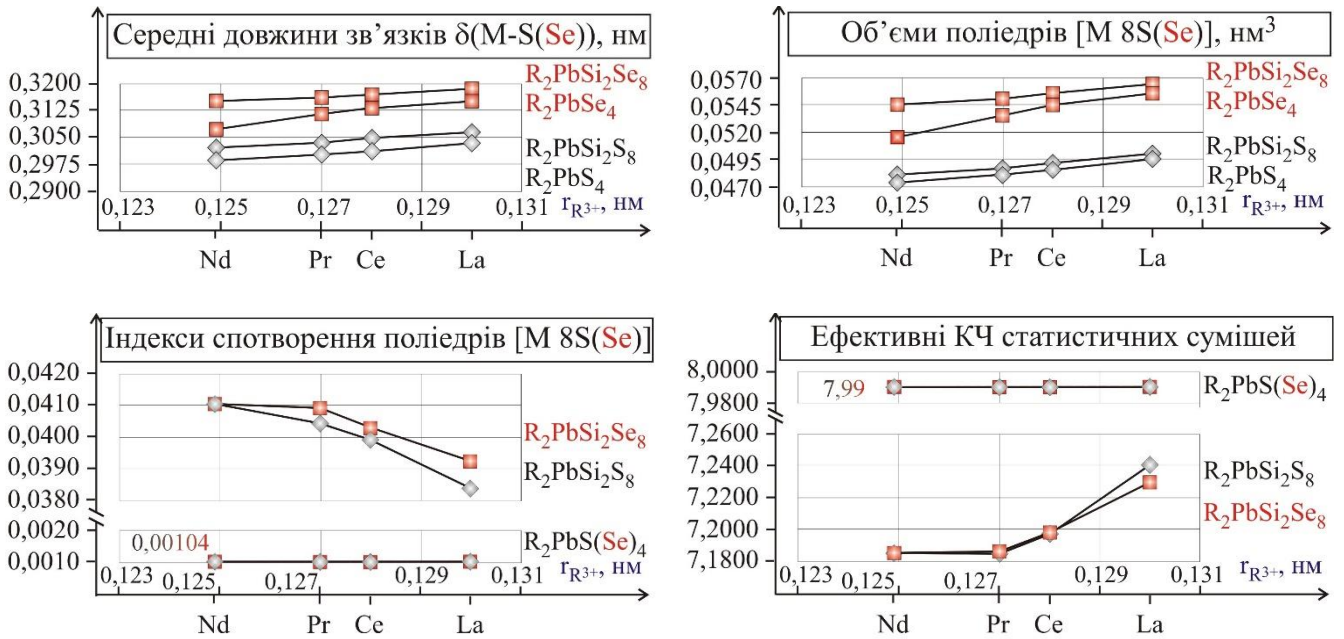 Середні довжини зв’язків δ(M-S(Se)), нм
0,3200
0,3125
0,3050
0,2975
0,2900
R₂PbSi₂Se₈
R₂PbSe₄
R₂PbSi₂S₈
R₂PbS₄
0,123 0,125 0,127 0,129 0,131
r_R³⁺, нм
Nd Pr Ce La
Об’єми поліедрів [M 8S(Se)], нм³
0,0570
0,0545
0,0520
0,0495
0,0470
R₂PbSi₂Se₈
R₂PbSe₄
R₂PbSi₂S₈
R₂PbS₄
0,123 0,125 0,127 0,129 0,131
r_R³⁺, нм
Nd Pr Ce La
Індекси спотворення поліедрів [M 8S(Se)]
0,0420
0,0410
0,0400
0,0390
0,0380
0,0020
0,0010
R₂PbSi₂Se₈
R₂PbSi₂S₈
0,00104
R₂PbS(Se)₄
0,123 0,125 0,127 0,129 0,131
r_R³⁺, нм
Nd Pr Ce La
Ефективні КЧ статистичних сумішей
8,0000
7,9800
7,2600
7,2400
7,2200
7,2000
7,1800
7,99
R₂PbS(Se)₄
R₂PbSi₂S₈
R₂PbSi₂Se₈
0,123 0,125 0,127 0,129 0,131
r_R³⁺, нм
Nd Pr Ce La